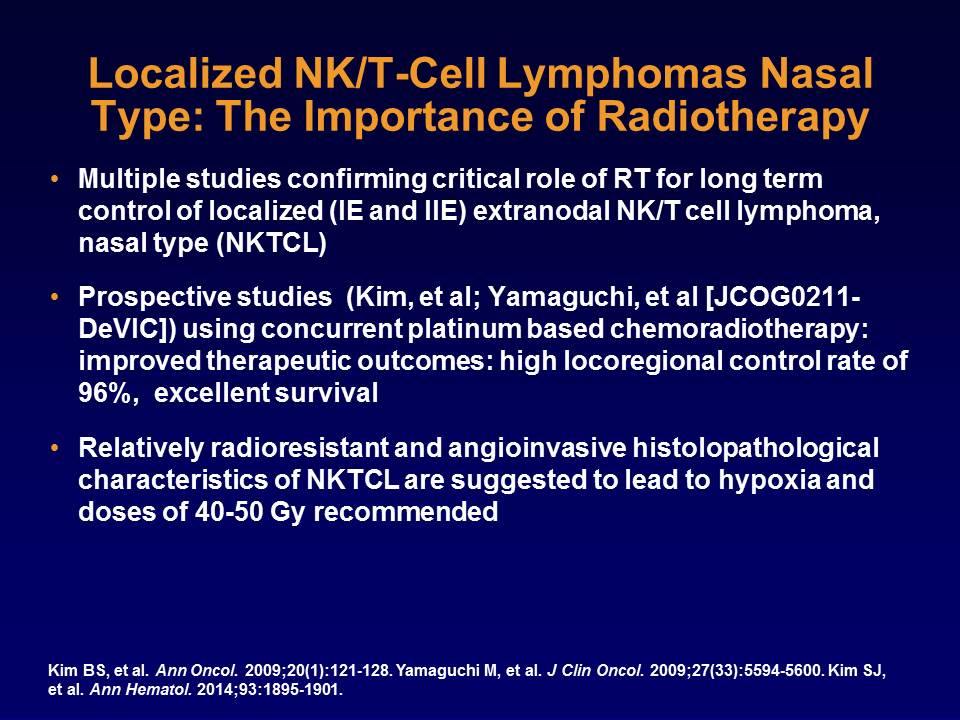 Localized NK/T-Cell Lymphomas Nasal
Type: The Importance of Radiotherapy
• Multiple studies confirming critical role of RT for long term
control of localized (IE and IIE) extranodal NK/T cell lymphoma,
nasal type (NKTCL)
• Prospective studies (Kim, et al; Yamaguchi, et al [JCOG0211-
DeVIC]) using concurrent platinum based chemoradiotherapy:
improved therapeutic outcomes: high locoregional control rate of
96%, excellent survival
• Relatively radioresistant and angioinvasive histolopathological
characteristics of NKTCL are suggested to lead to hypoxia and
doses of 40-50 Gy recommended
Kim BS, et al. Ann Oncol. 2009;20(1):121-128. Yamaguchi M, et al. J Clin Oncol. 2009;27(33):5594-5600. Kim SJ,
et al. Ann Hematol. 2014;93:1895-1901.